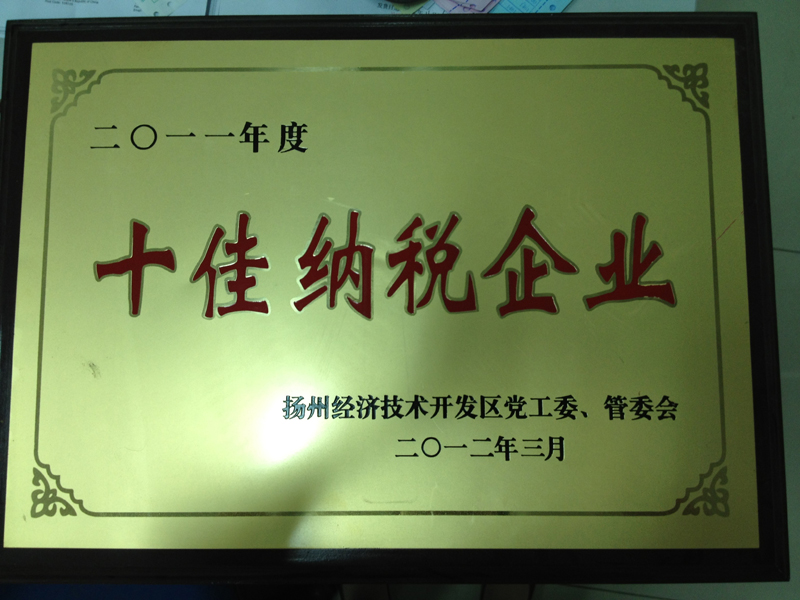 二〇一一年度
十佳纳税企业
扬州经济技术开发区党工委、管委会
二〇一二年三月